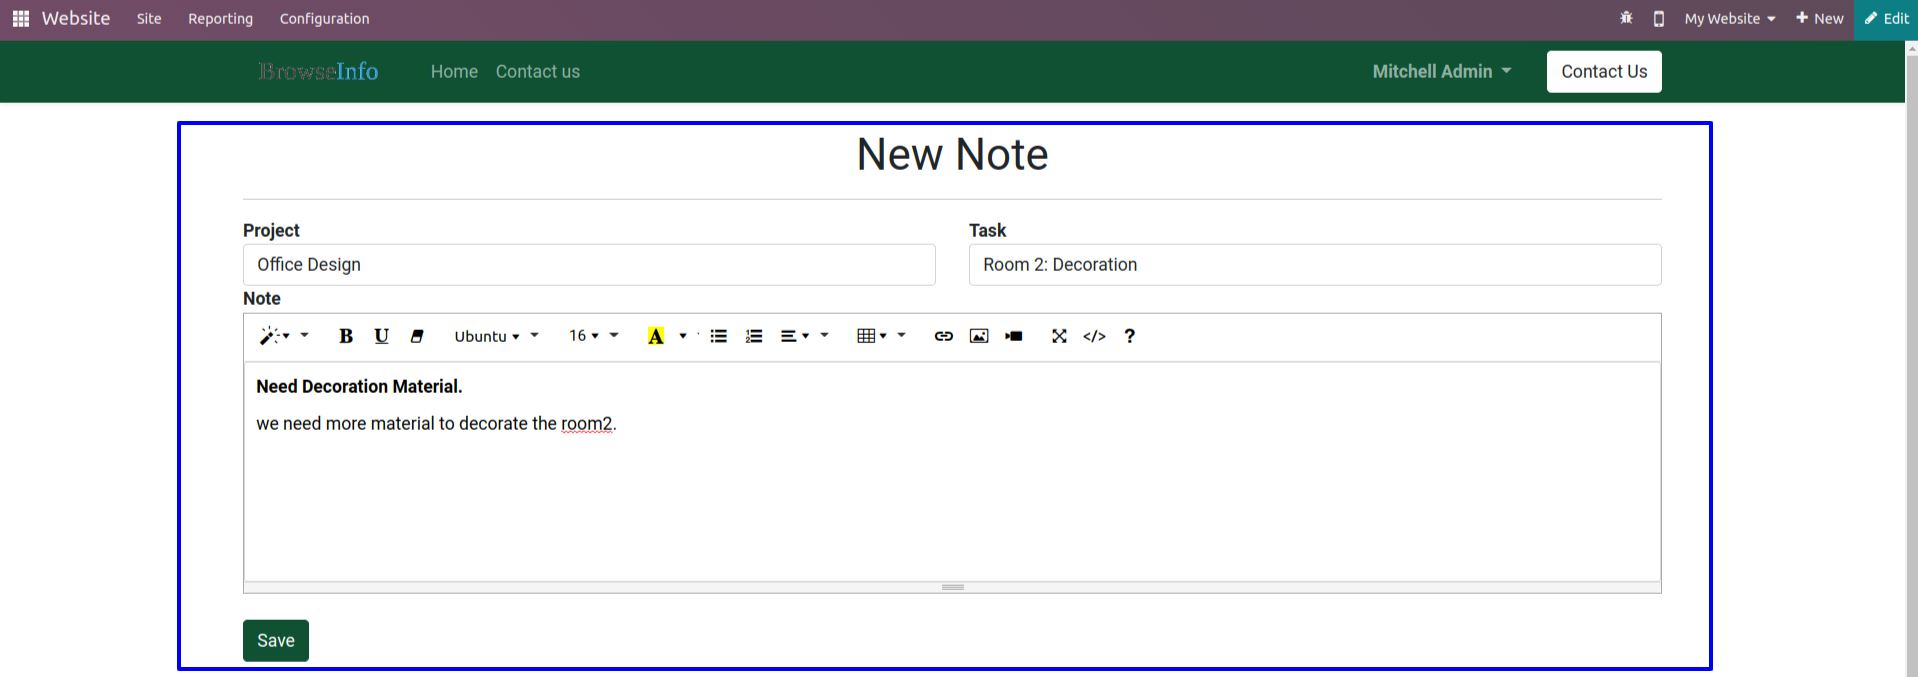 Website Site Reporting Configuration My Website New Edit
BrowseInfo Home Contact us Mitchell Admin Contact Us
New Note
Project Task
Office Design Room 2: Decoration
Note
B U Ubuntu 16 A </> ?
Need Decoration Material.
we need more material to decorate the room2.
Save